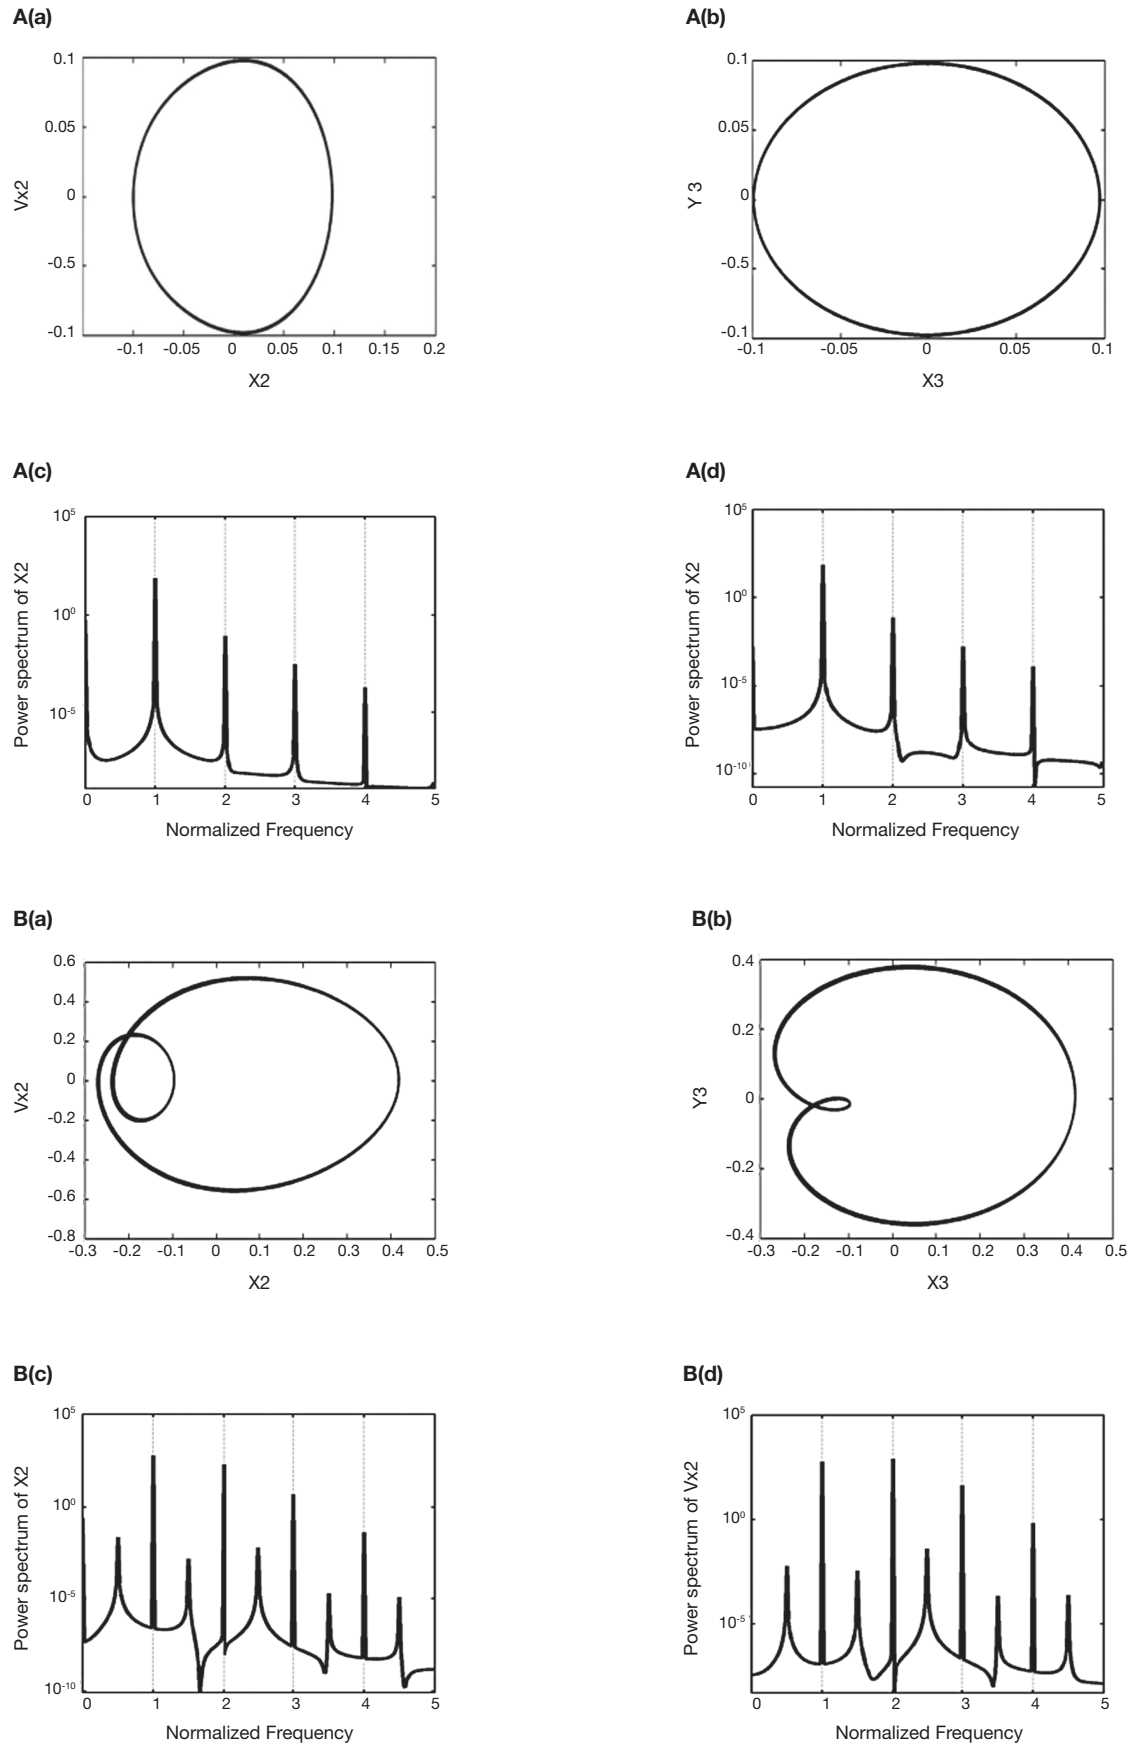 A(a)
0.1
0.05
0
-0.5
-0.1
-0.1 -0.05 0 0.05 0.1 0.15 0.2
Vx2
X2
A(b)
0.1
0.05
0
-0.5
-0.1
-0.1 -0.05 0 0.05 0.1
Y 3
X3
A(c)
10⁵
10⁰
10⁻⁵
0 1 2 3 4 5
Power spectrum of X2
Normalized Frequency
A(d)
10⁵
10⁰
10⁻⁵
10⁻¹⁰
0 1 2 3 4 5
Power spectrum of X2
Normalized Frequency
B(a)
0.6
0.4
0.2
0
-0.2
-0.4
-0.6
-0.8
-0.3 -0.2 -0.1 0 0.1 0.2 0.3 0.4 0.5
Vx2
X2
B(b)
0.4
0.2
0
-0.2
-0.4
-0.3 -0.2 -0.1 0 0.1 0.2 0.3 0.4 0.5
Y3
X3
B(c)
10⁵
10⁰
10⁻⁵
10⁻¹⁰
0 1 2 3 4 5
Power spectrum of X2
Normalized Frequency
B(d)
10⁵
10⁰
10⁻⁵
0 1 2 3 4 5
Power spectrum of Vx2
Normalized Frequency